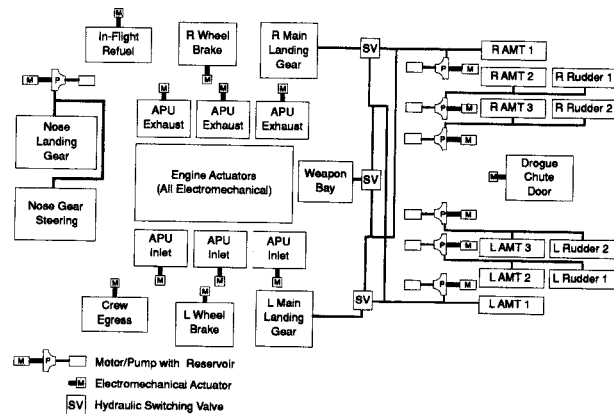 M
In-Flight
Refuel
R Wheel
Brake
R Main
Landing
Gear
SV
R AMT 1
M
P
P
M
R AMT 2
R Rudder 1
M
M
M
APU
Exhaust
APU
Exhaust
APU
Exhaust
P
M
R AMT 3
R Rudder 2
Nose
Landing
Gear
P
M
Engine Actuators
(All Electromechanical)
Weapon
Bay
SV
M
Drogue
Chute
Door
Nose Gear
Steering
P
M
APU
Inlet
APU
Inlet
APU
Inlet
P
M
L AMT 3
L Rudder 2
M
M
M
P
M
L AMT 2
L Rudder 1
M
Crew
Egress
M
L Wheel
Brake
L Main
Landing
Gear
SV
L AMT 1
M
P
Motor/Pump with Reservoir
M
Electromechanical Actuator
SV
Hydraulic Switching Valve